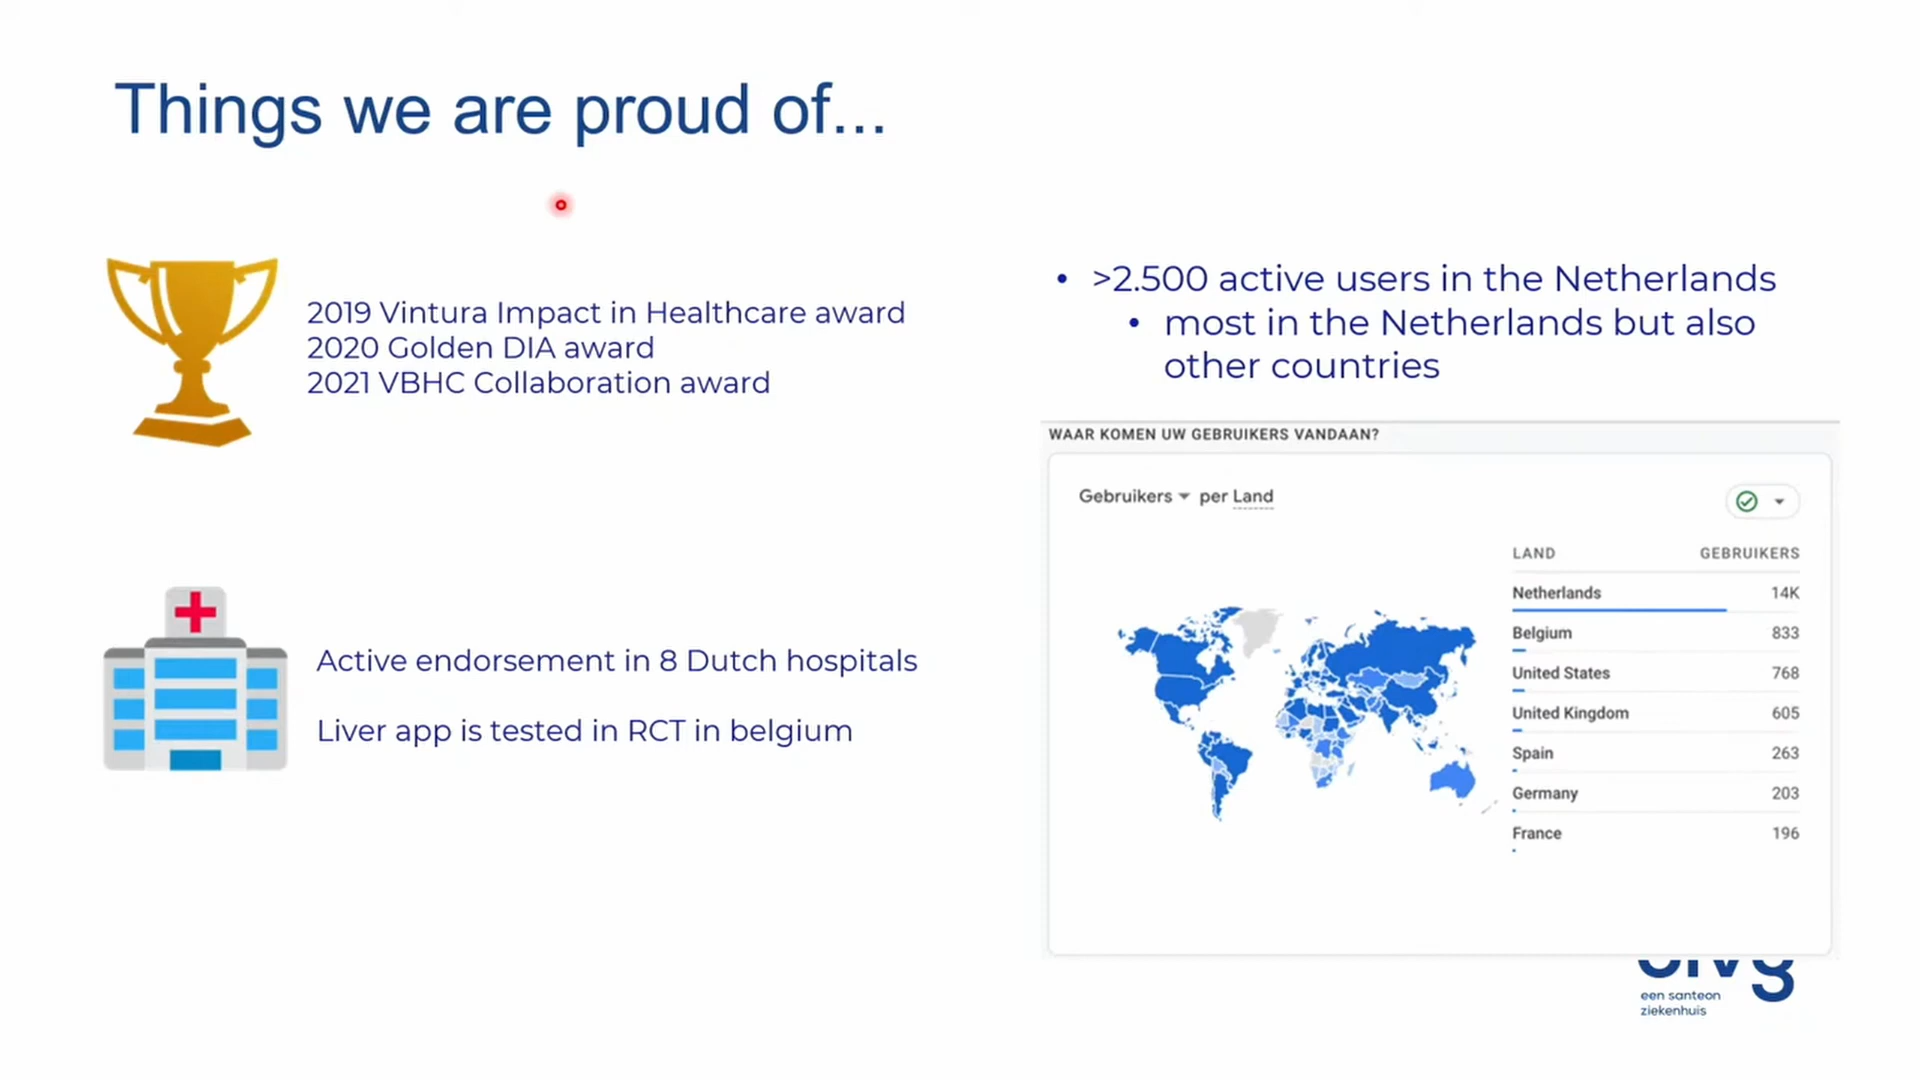 Things we are proud of...
2019 Vintura Impact in Healthcare award
2020 Golden DIA award
2021 VBHC Collaboration award
Active endorsement in 8 Dutch hospitals
Liver app is tested in RCT in belgium
• >2.500 active users in the Netherlands
• most in the Netherlands but also
other countries
WAAR KOMEN UW GEBRUIKERS VANDAAN?
Gebruikers per Land
LAND GEBRUIKERS
Netherlands 14K
Belgium 833
United States 768
United Kingdom 605
Spain 263
Germany 203
France 196
een santeon
ziekenhuis